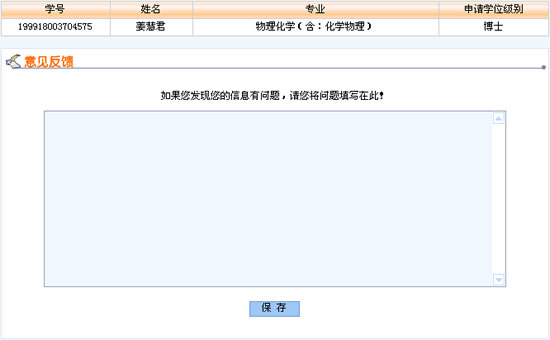 学号 姓名 专业 申请学位级别
199918003704575 姜慧君 物理化学（含：化学物理） 博士
意见反馈
如果您发现您的信息有问题，请您将问题填写在此！
保 存